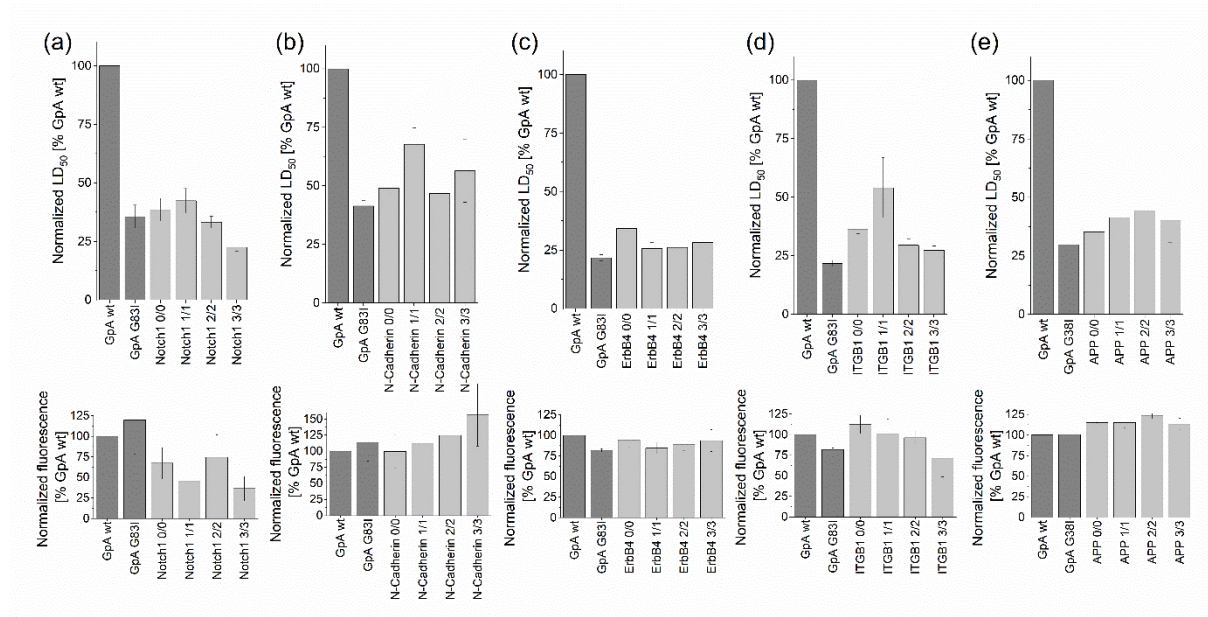 (a)
Normalized LD50 [% GpA wt]
100
75
50
25
0
GpA wt
GpA G83I
Notch1 0/0
Notch1 1/1
Notch1 2/2
Notch1 3/3
(b)
Normalized LD50 [% GpA wt]
100
75
50
25
0
GpA wt
GpA G83I
N-Cadherin 0/0
N-Cadherin 1/1
N-Cadherin 2/2
N-Cadherin 3/3
(c)
Normalized LD50 [% GpA wt]
100
75
50
25
0
GpA wt
GpA G83I
ErbB4 0/0
ErbB4 1/1
ErbB4 2/2
ErbB4 3/3
(d)
Normalized LD50 [% GpA wt]
100
75
50
25
0
GpA wt
GpA G83I
ITGB1 0/0
ITGB1 1/1
ITGB1 2/2
ITGB1 3/3
(e)
Normalized LD50 [% GpA wt]
100
75
50
25
0
GpA wt
GpA G38I
APP 0/0
APP 1/1
APP 2/2
APP 3/3
Normalized fluorescence
[% GpA wt]
125
100
75
50
25
0
GpA wt
GpA G83I
Notch1 0/0
Notch1 1/1
Notch1 2/2
Notch1 3/3
Normalized fluorescence
[% GpA wt]
150
125
100
75
50
25
0
GpA wt
GpA G83I
N-Cadherin 0/0
N-Cadherin 1/1
N-Cadherin 2/2
N-Cadherin 3/3
Normalized fluorescence
[% GpA wt]
125
100
75
50
25
0
GpA wt
GpA G83I
ErbB4 0/0
ErbB4 1/1
ErbB4 2/2
ErbB4 3/3
Normalized fluorescence
[% GpA wt]
125
100
75
50
25
0
GpA wt
GpA G83I
ITGB1 0/0
ITGB1 1/1
ITGB1 2/2
ITGB1 3/3
Normalized fluorescence
[% GpA wt]
125
100
75
50
25
0
GpA wt
GpA G38I
APP 0/0
APP 1/1
APP 2/2
APP 3/3